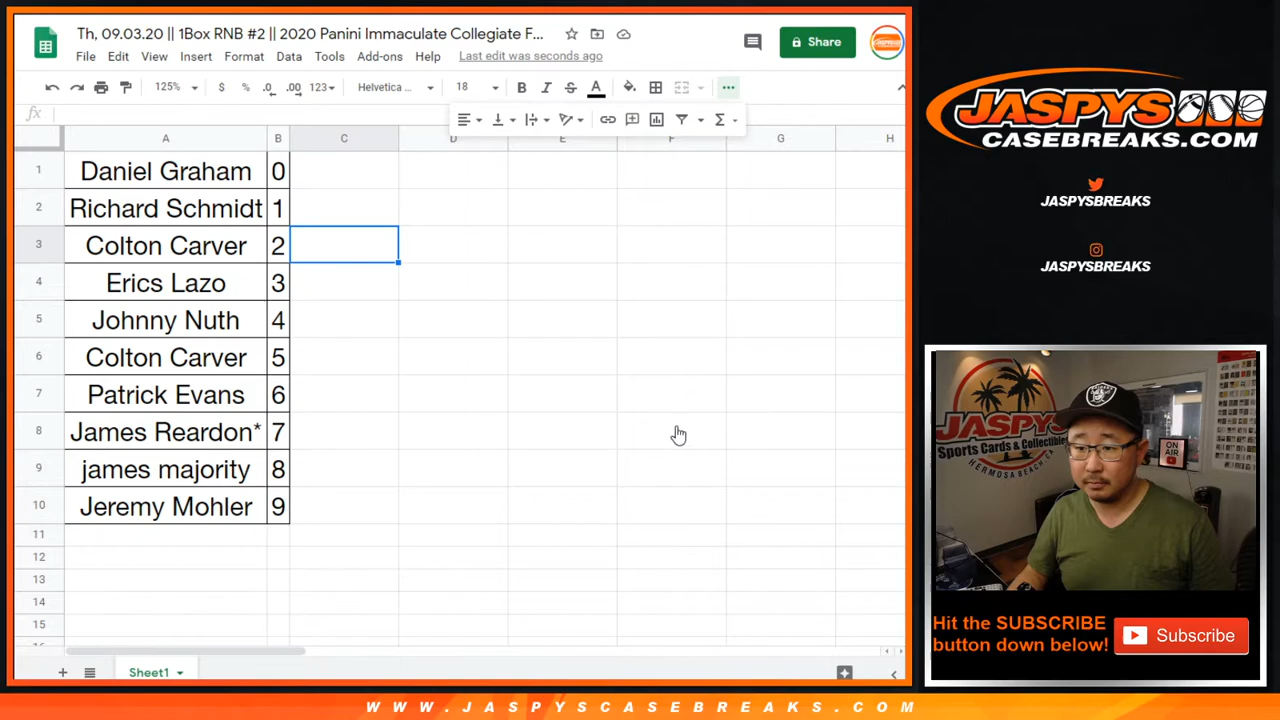 Th, 09.03.20 || 1Box RNB #2 || 2020 Panini Immaculate Collegiate F...
File Edit View Insert Format Data Tools Add-ons Help Last edit was seconds ago
Share
125% $ % .0 .00 123 Helvetica ... 18 B I S A
fx
A B C D E F G H
1 Daniel Graham 0
2 Richard Schmidt 1
3 Colton Carver 2
4 Erics Lazo 3
5 Johnny Nuth 4
6 Colton Carver 5
7 Patrick Evans 6
8 James Reardon* 7
9 james majority 8
10 Jeremy Mohler 9
11
12
13
14
15
Sheet1
JASPYS
CASEBREAKS.COM
JASPYSBREAKS
JASPYSBREAKS
JASPYS
Sports Cards & Collectibles
HERMOSA BEACH
ON
AIR
Hit the SUBSCRIBE
button down below!
Subscribe
WWW.JASPYSCASEBREAKS.COM